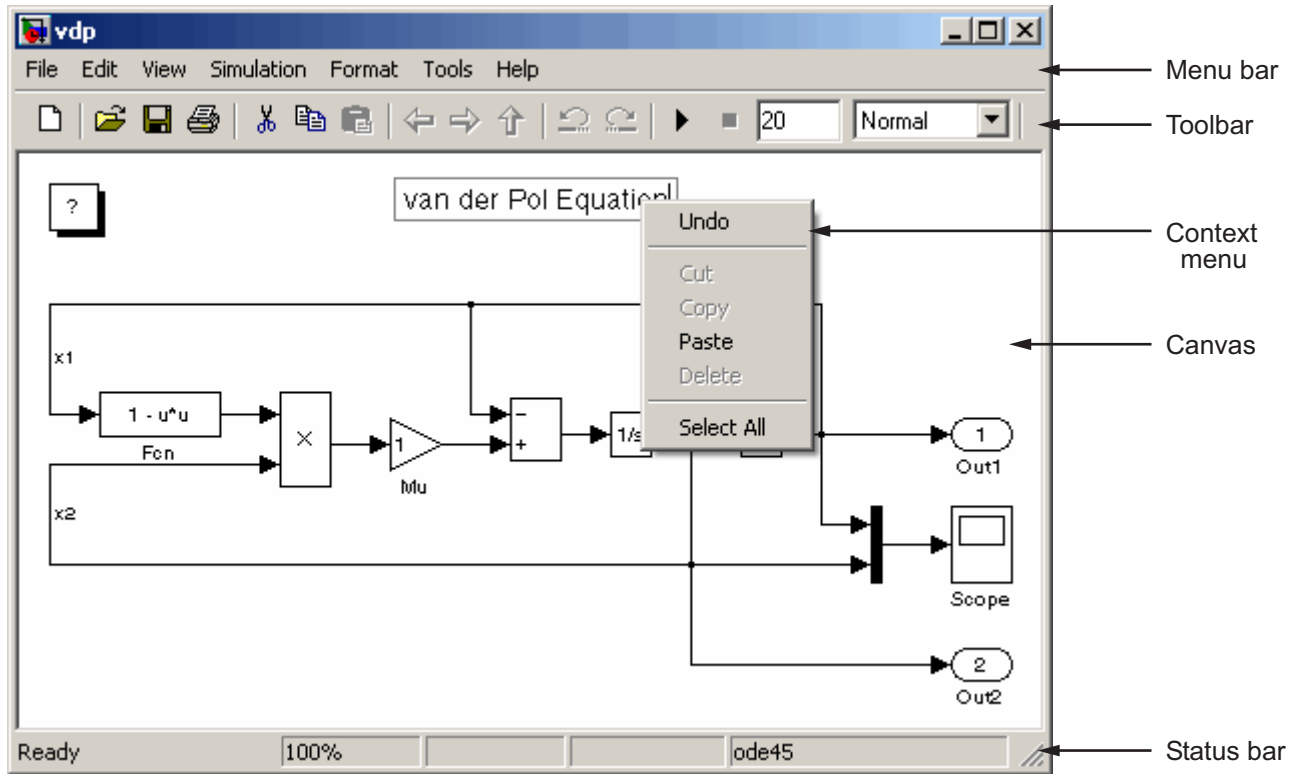 vdp
File Edit View Simulation Format Tools Help
Menu bar
20 Normal
Toolbar
?
van der Pol Equation
Undo
Context
menu
Cut
Copy
Paste
Delete
Select All
Canvas
x1
1 - u*u
Fcn
×
1
Mu
−
+
1/s
1
Out1
x2
Scope
2
Out2
Ready 100% ode45
Status bar